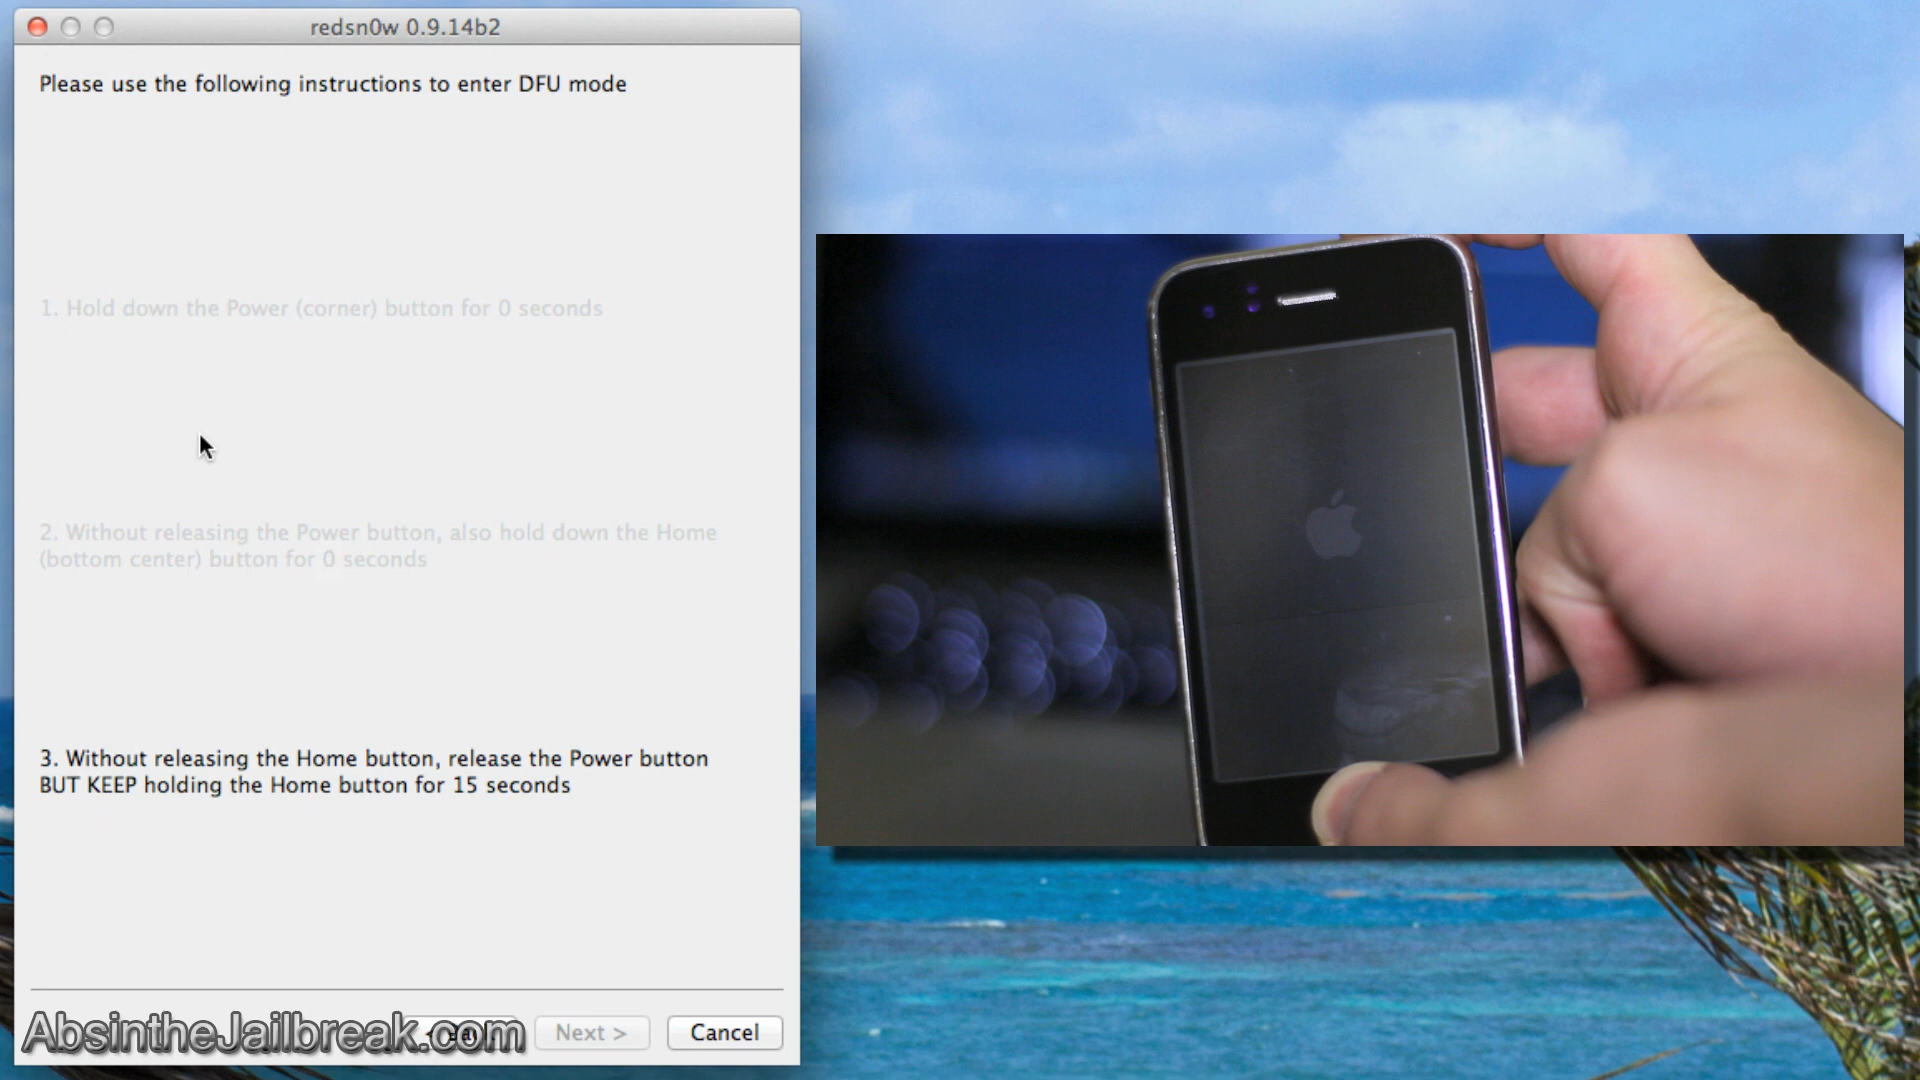 redsn0w 0.9.14b2
Please use the following instructions to enter DFU mode
1. Hold down the Power (corner) button for 0 seconds
2. Without releasing the Power button, also hold down the Home
(bottom center) button for 0 seconds
3. Without releasing the Home button, release the Power button
BUT KEEP holding the Home button for 15 seconds
AbsintheJailbreak.com
Next >
Cancel